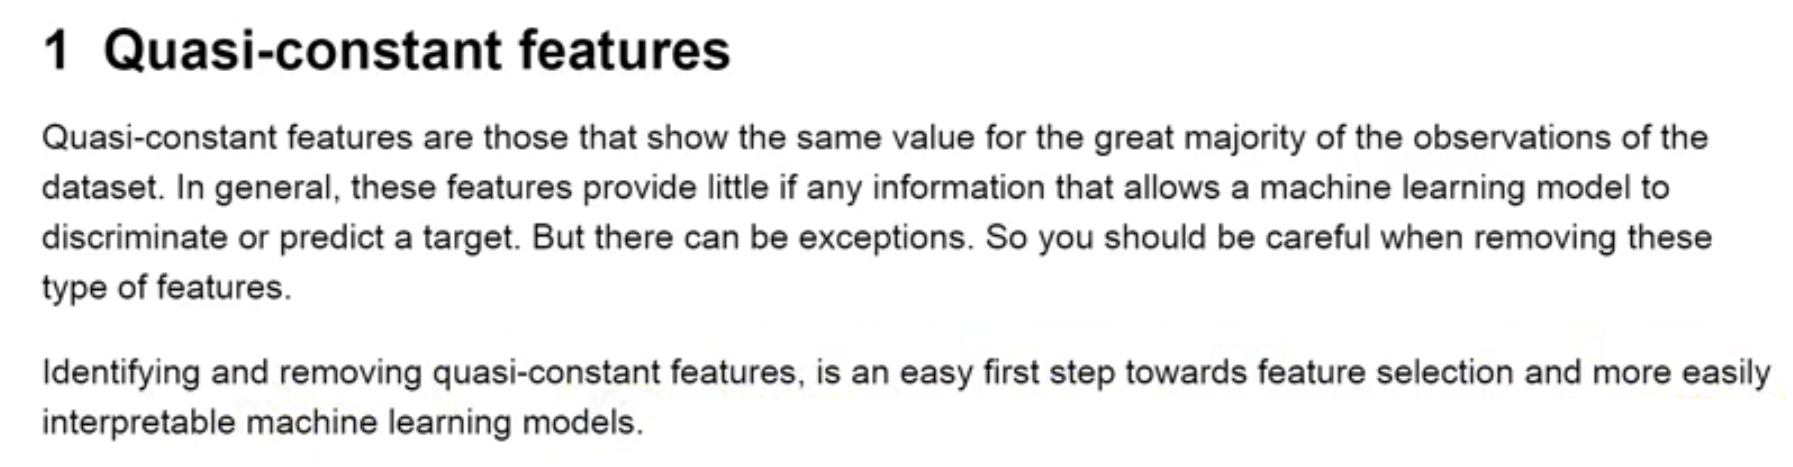 1 Quasi-constant features
Quasi-constant features are those that show the same value for the great majority of the observations of the
dataset. In general, these features provide little if any information that allows a machine learning model to
discriminate or predict a target. But there can be exceptions. So you should be careful when removing these
type of features.
Identifying and removing quasi-constant features, is an easy first step towards feature selection and more easily
interpretable machine learning models.